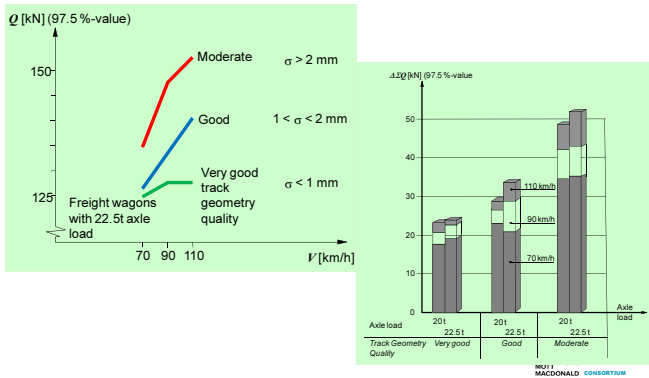 Q [kN] (97.5 %-value)
150
125
Moderate
σ > 2 mm
Good
1 < σ < 2 mm
Very good
track
geometry
quality
σ < 1 mm
Freight wagons
with 22.5t axle
load
70 90 110
V [km/h]
ΔΣQ [kN] (97.5 %-value
50
40
30
20
10
0
110 km/h
90 km/h
70 km/h
Axle
load
Axle load
20 t
22.5 t
20 t
22.5 t
20 t
22.5 t
Track Geometry
Quality
Very good
Good
Moderate
MOTT
MACDONALD CONSORTIUM